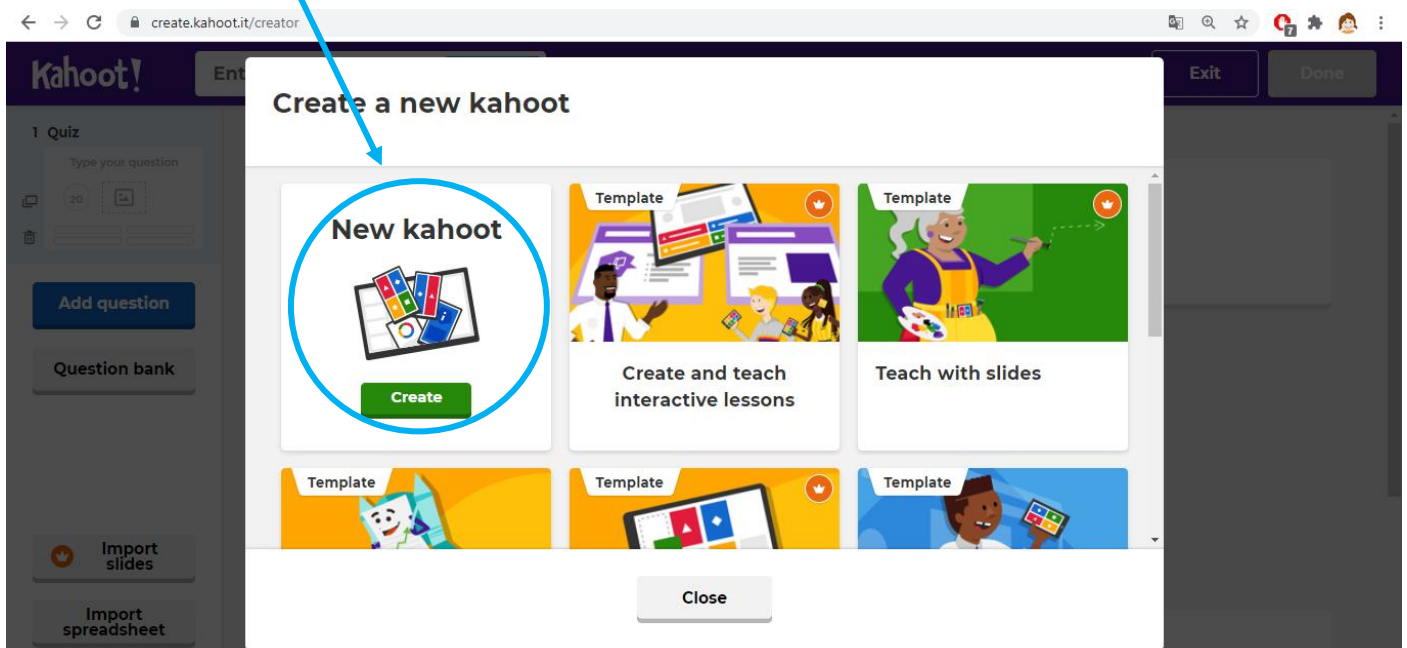 create.kahoot.it/creator
7
Kahoot!
Ent
Exit
Done
Create a new kahoot
1 Quiz
Type your question
20
Add question
Question bank
Import
slides
Import
spreadsheet
New kahoot
Create
Template
Create and teach
interactive lessons
Template
Teach with slides
Template
Template
Template
Close